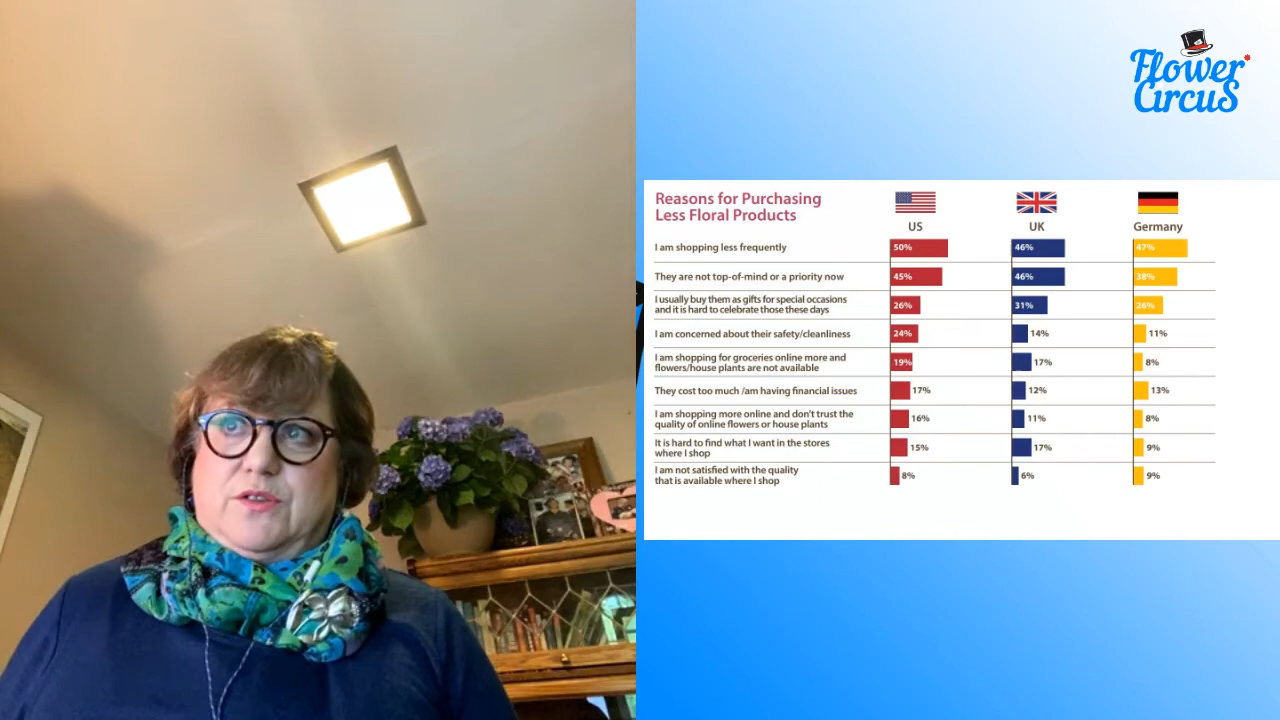 Flower
Circus
Reasons for Purchasing
Less Floral Products
US
UK
Germany
I am shopping less frequently
50%
46%
47%
They are not top-of-mind or a priority now
45%
46%
38%
I usually buy them as gifts for special occasions
and it is hard to celebrate those these days
26%
31%
26%
I am concerned about their safety/cleanliness
24%
14%
11%
I am shopping for groceries online more and
flowers/house plants are not available
19%
17%
8%
They cost too much /am having financial issues
17%
12%
13%
I am shopping more online and don't trust the
quality of online flowers or house plants
16%
11%
8%
It is hard to find what I want in the stores
where I shop
15%
17%
9%
I am not satisfied with the quality
that is available where I shop
8%
6%
9%